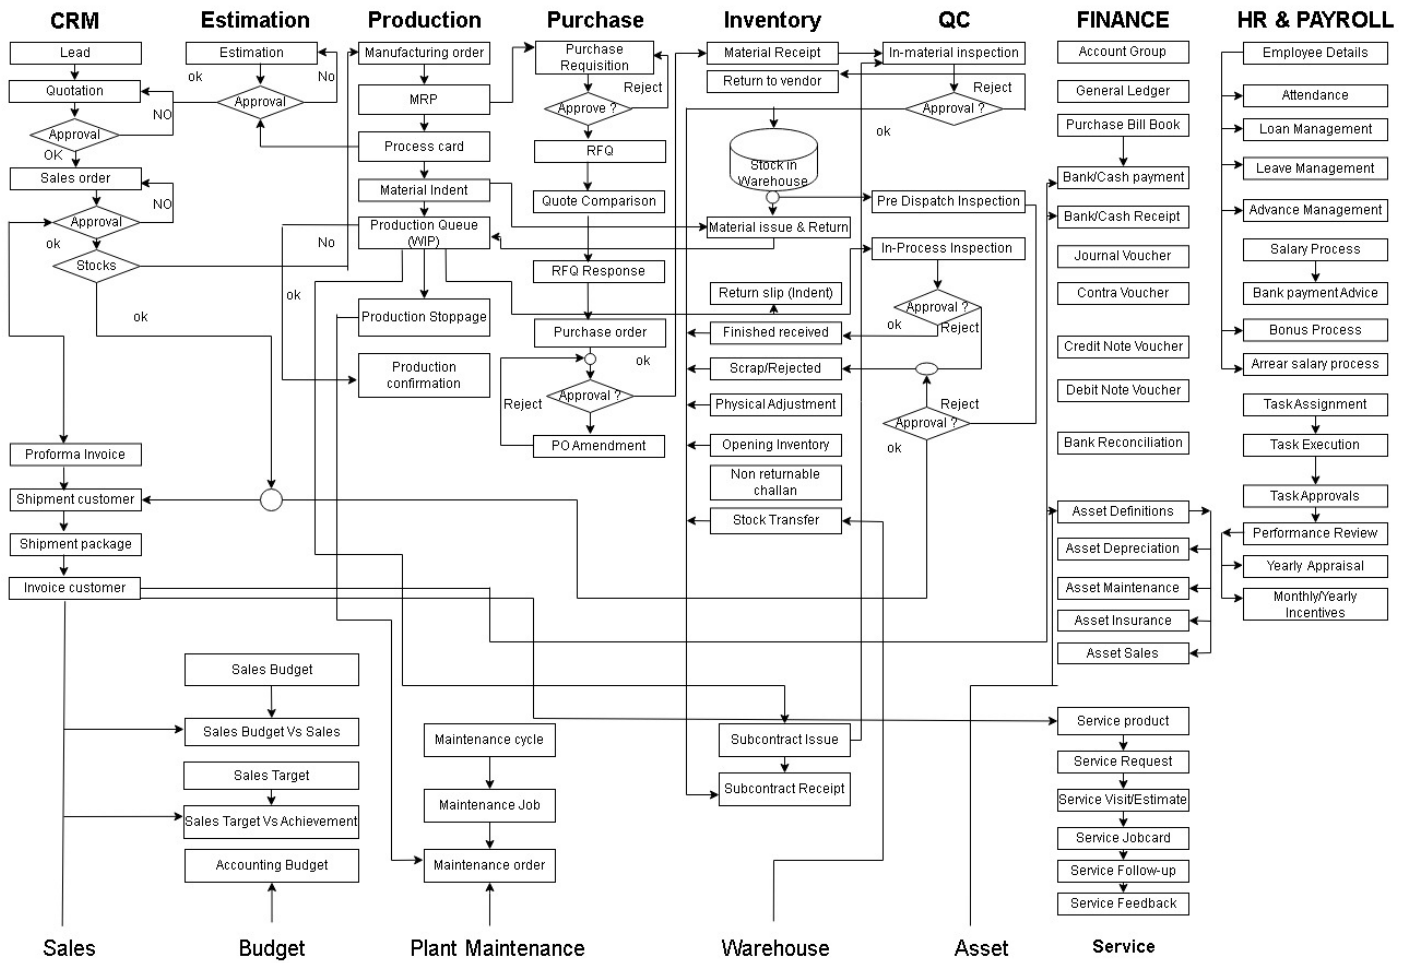 CRM
Estimation
Production
Purchase
Inventory
QC
FINANCE
HR & PAYROLL
Lead
Quotation
NO
Approval
OK
Sales order
NO
Approval
ok
Stocks
ok
Proforma Invoice
Shipment customer
Shipment package
Invoice customer
Estimation
ok
No
Approval
Manufacturing order
MRP
Process card
Material Indent
Production Queue
(WIP)
No
ok
Production Stoppage
Production
confirmation
Purchase
Requisition
Reject
Approve ?
RFQ
Quote Comparison
RFQ Response
Purchase order
ok
Approval ?
Reject
PO Amendment
Material Receipt
Return to vendor
Stock in
Warehouse
Material issue & Return
Return slip (Indent)
Finished received
Scrap/Rejected
Physical Adjustment
Opening Inventory
Non returnable
challan
Stock Transfer
In-material inspection
Reject
Approval ?
ok
Pre Dispatch Inspection
In-Process Inspection
Approval ?
ok
Reject
Reject
Approval ?
ok
Account Group
General Ledger
Purchase Bill Book
Bank/Cash payment
Bank/Cash Receipt
Journal Voucher
Contra Voucher
Credit Note Voucher
Debit Note Voucher
Bank Reconciliation
Asset Definitions
Asset Depreciation
Asset Maintenance
Asset Insurance
Asset Sales
Employee Details
Attendance
Loan Management
Leave Management
Advance Management
Salary Process
Bank payment Advice
Bonus Process
Arrear salary process
Task Assignment
Task Execution
Task Approvals
Performance Review
Yearly Appraisal
Monthly/Yearly
Incentives
Sales Budget
Sales Budget Vs Sales
Sales Target
Sales Target Vs Achievement
Accounting Budget
Maintenance cycle
Maintenance Job
Maintenance order
Subcontract Issue
Subcontract Receipt
Service product
Service Request
Service Visit/Estimate
Service Jobcard
Service Follow-up
Service Feedback
Sales
Budget
Plant Maintenance
Warehouse
Asset
Service